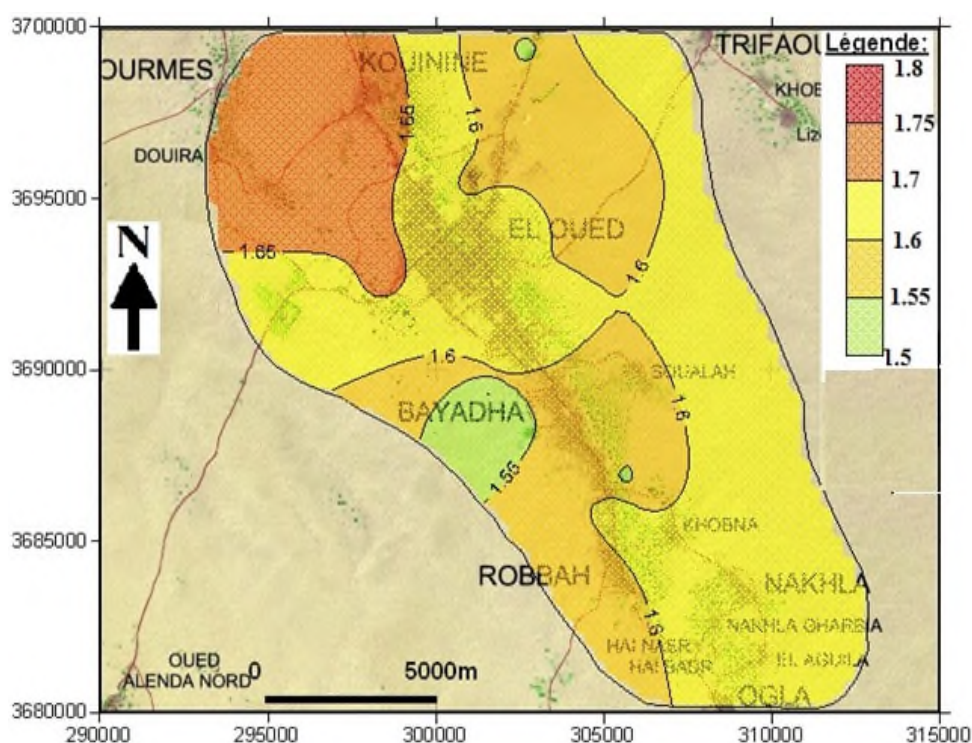 3700000
3695000
3690000
3685000
3680000
290000
295000
300000
305000
310000
315000
OURMES
KOUININE
TRIFAOU
KHOB
Liz
DOUIRA
EL OUED
SOUALAH
BAYADHA
KHOBNA
ROBBAH
NAKHLA
NAKHLA GHARBIA
HAI NASR
HAI BADR
EL AGUILA
OGLA
OUED
ALENDA NORD
N
0 5000m
1.65
1.6
1.65
1.6
1.6
1.6
1.55
1.6
Légende:
1.8
1.75
1.7
1.6
1.55
1.5